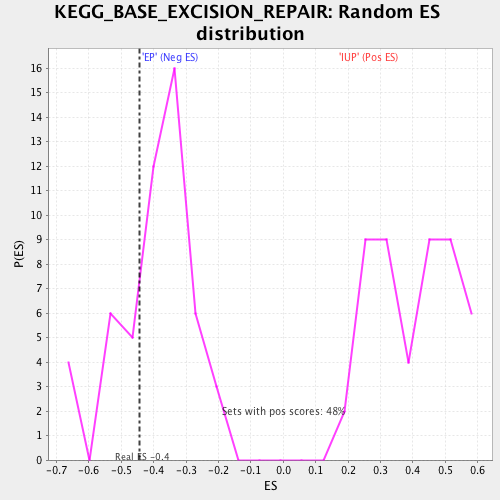 KEGG_BASE_EXCISION_REPAIR: Random ES
distribution
'EP' (Neg ES)
'IUP' (Pos ES)
16
15
14
13
12
11
10
9
8
7
6
5
4
3
2
1
0
P(ES)
Sets with pos scores: 48%
Real ES -0.4
-0.7 -0.6 -0.5 -0.4 -0.3 -0.2 -0.1 0.0 0.1 0.2 0.3 0.4 0.5 0.6
ES